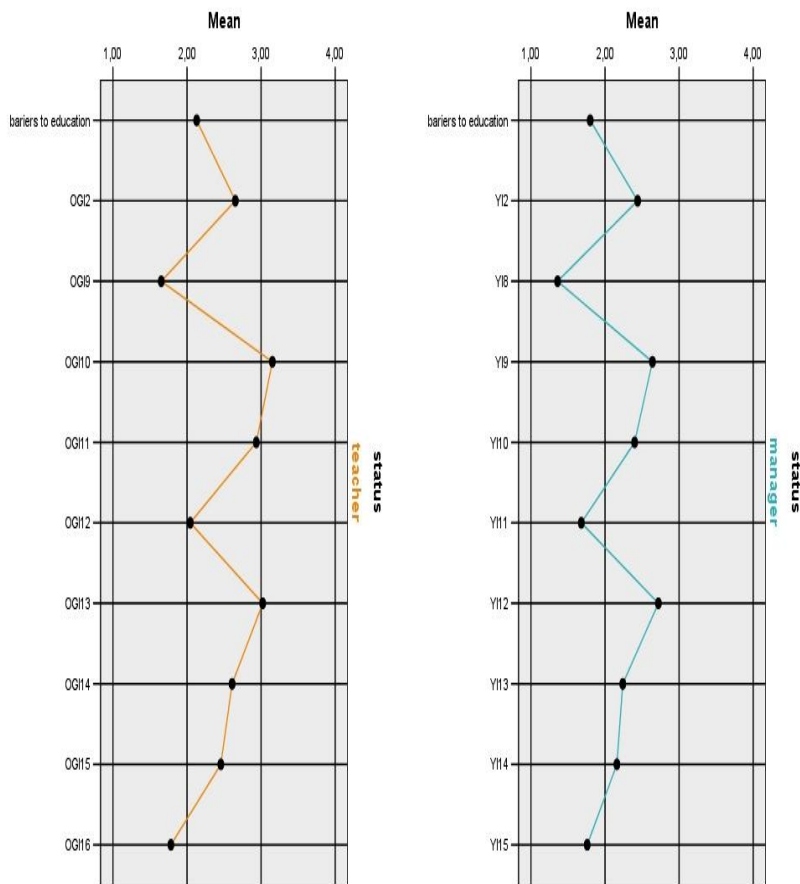 Mean
1,00 2,00 3,00 4,00
bariers to education
OGI2
OGI9
OGI10
OGI11
OGI12
OGI13
OGI14
OGI15
OGI16
teacher
status
Mean
1,00 2,00 3,00 4,00
bariers to education
YI2
YI8
YI9
YI10
YI11
YI12
YI13
YI14
YI15
manager
status